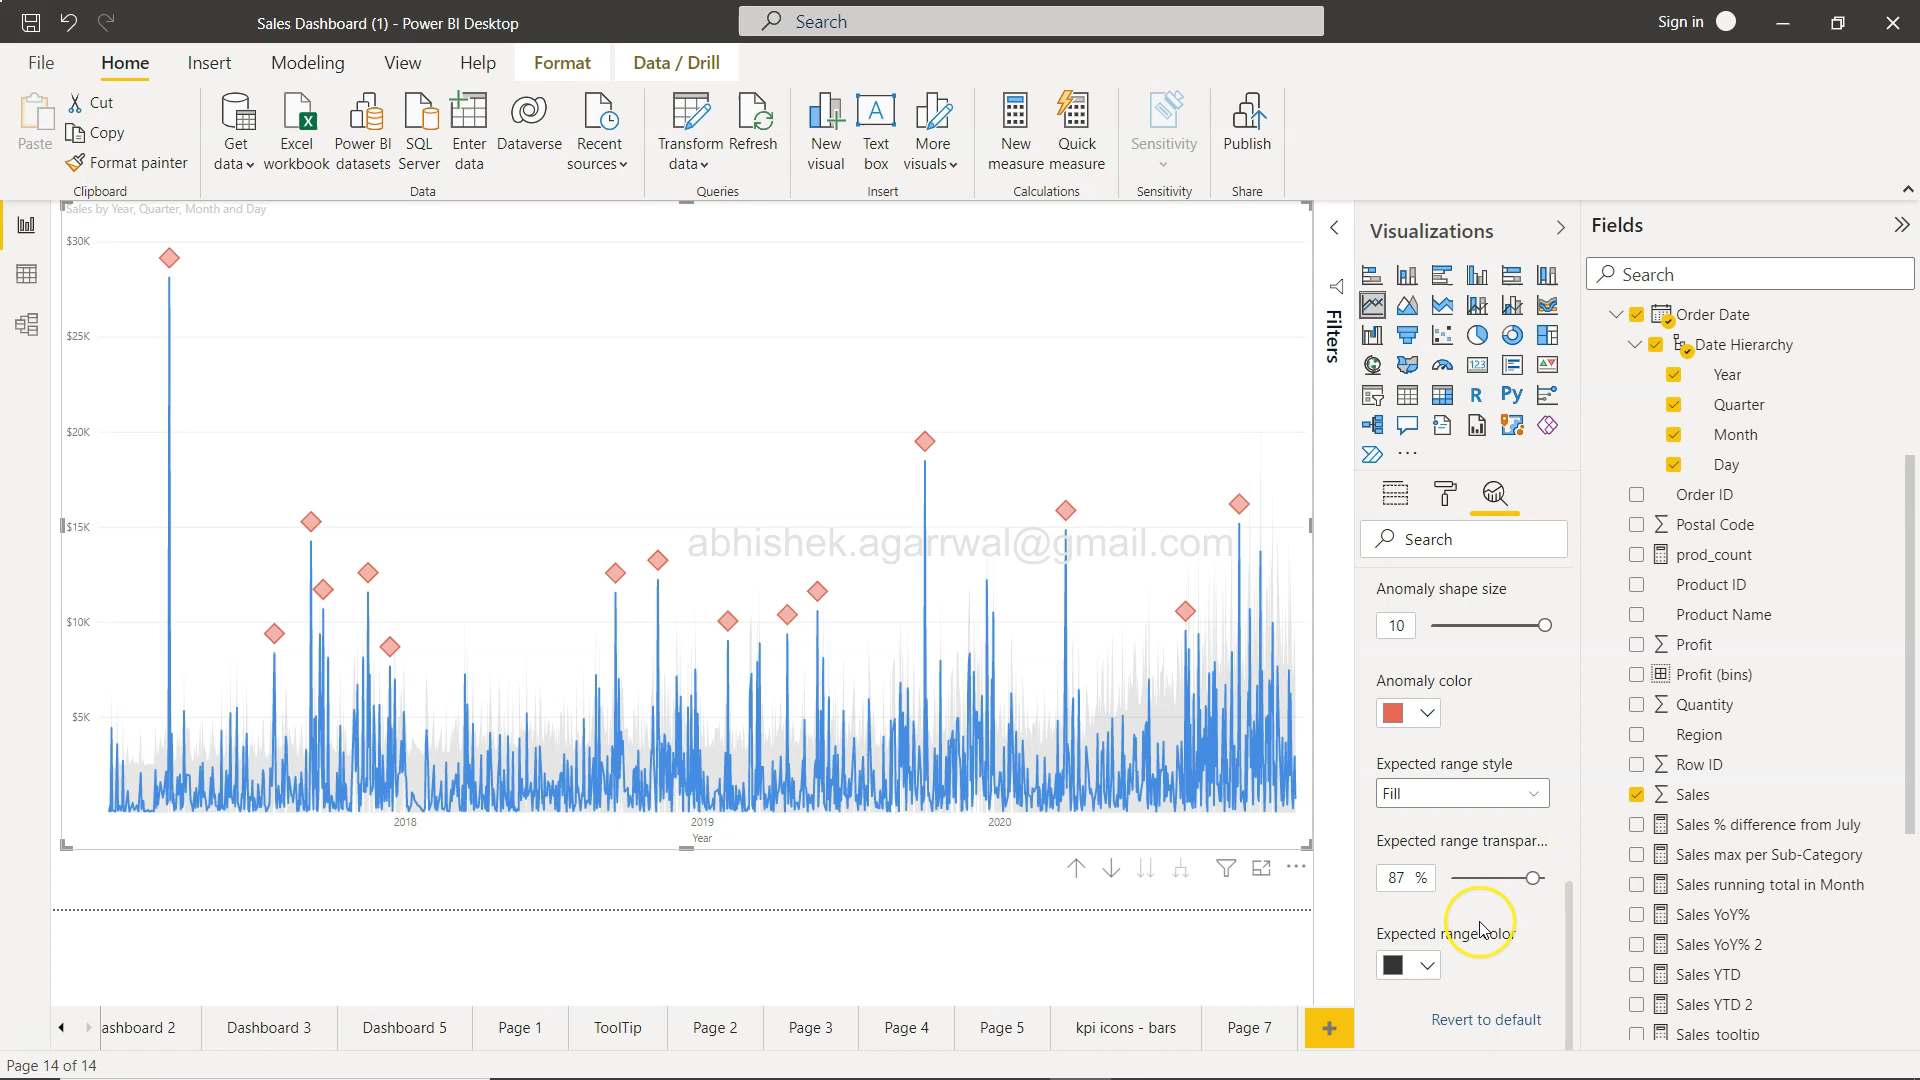 Sales Dashboard (1) - Power BI Desktop
Search
Sign in
File
Home
Insert
Modeling
View
Help
Format
Data / Drill
Paste
Cut
Copy
Format painter
Clipboard
Get data
Excel workbook
Power BI datasets
SQL Server
Enter data
Dataverse
Recent sources
Data
Transform data
Refresh
Queries
New visual
Text box
More visuals
Insert
New measure
Quick measure
Calculations
Sensitivity
Sensitivity
Publish
Share
Sales by Year, Quarter, Month and Day
$30K
$25K
$20K
$15K
$10K
$5K
2018
2019
2020
Year
abhishek.agarrwal@gmail.com
Filters
Visualizations
R
Py
123
Search
Anomaly shape size
10
Anomaly color
Expected range style
Fill
Expected range transpar...
87 %
Expected range color
Revert to default
Fields
Search
Order Date
Date Hierarchy
Year
Quarter
Month
Day
Order ID
Postal Code
prod_count
Product ID
Product Name
Profit
Profit (bins)
Quantity
Region
Row ID
Sales
Sales % difference from July
Sales max per Sub-Category
Sales running total in Month
Sales YoY%
Sales YoY% 2
Sales YTD
Sales YTD 2
Sales tooltip
ashboard 2
Dashboard 3
Dashboard 5
Page 1
ToolTip
Page 2
Page 3
Page 4
Page 5
kpi icons - bars
Page 7
Page 14 of 14